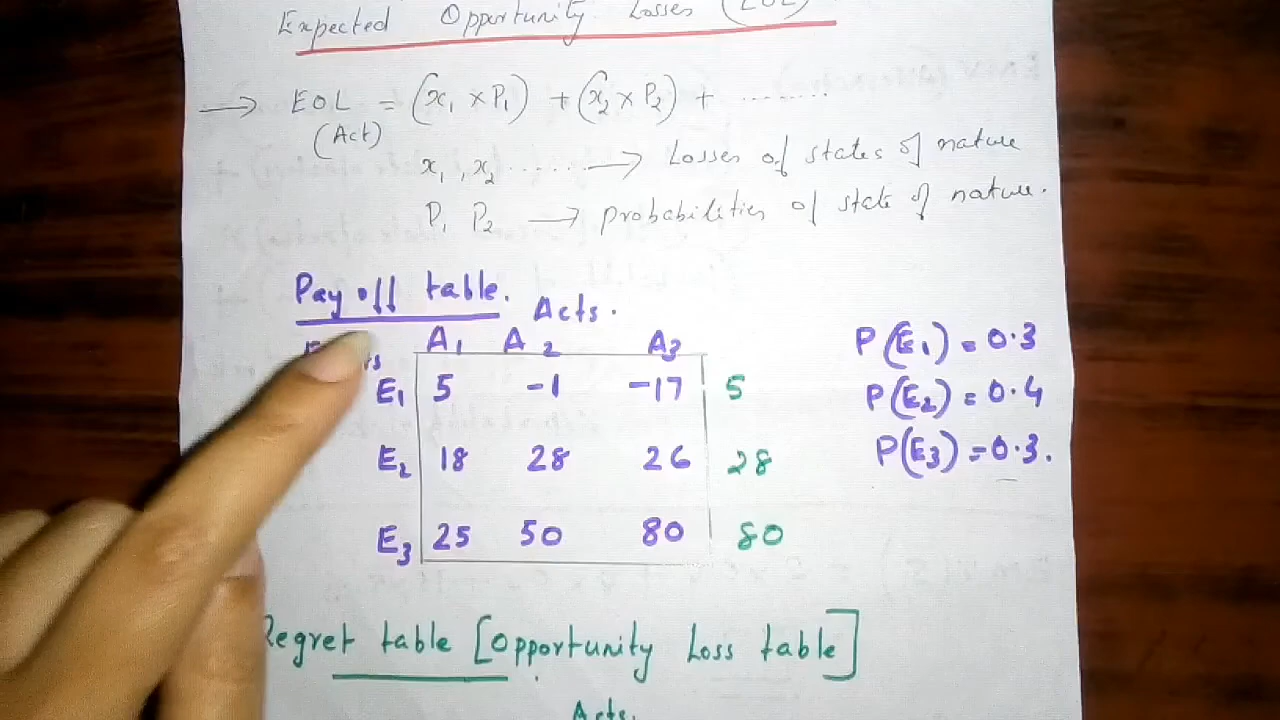 Expected Opportunity Losses (EOL)
→ EOL = (x₁ × P₁) + (x₂ × P₂) + ........
(Act)
x₁, x₂ ........→ Losses of states of nature
P₁ P₂ → probabilities of state of nature.
Pay off table.
Acts.
A₁ A₂ A₃
E₁ 5 -1 -17 5
E₂ 18 28 26 28
E₃ 25 50 80 80
P(E₁) = 0.3
P(E₂) = 0.4
P(E₃) = 0.3.
Regret table [Opportunity Loss table]
Acts.